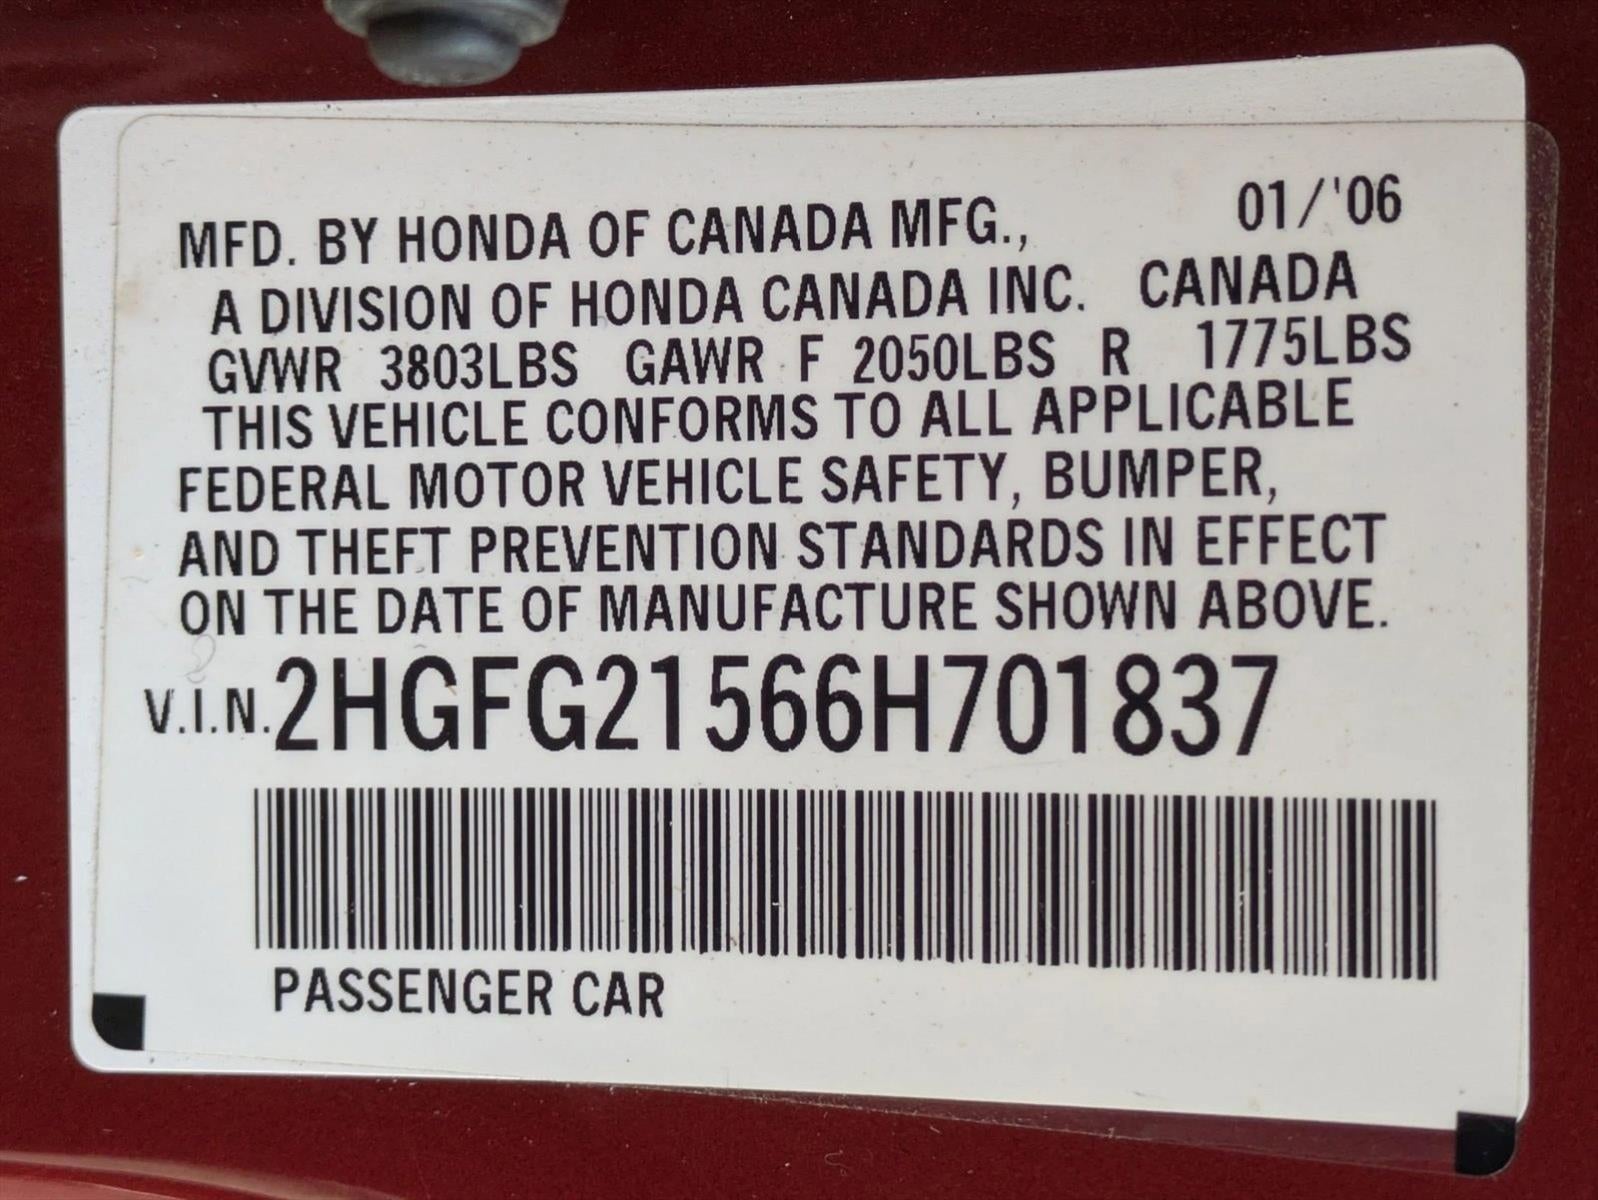 MFD. BY HONDA OF CANADA MFG., 01/'06
A DIVISION OF HONDA CANADA INC. CANADA
GVWR 3803LBS GAWR F 2050LBS R 1775LBS
THIS VEHICLE CONFORMS TO ALL APPLICABLE
FEDERAL MOTOR VEHICLE SAFETY, BUMPER,
AND THEFT PREVENTION STANDARDS IN EFFECT
ON THE DATE OF MANUFACTURE SHOWN ABOVE.
V.I.N. 2HGFG21566H701837
PASSENGER CAR